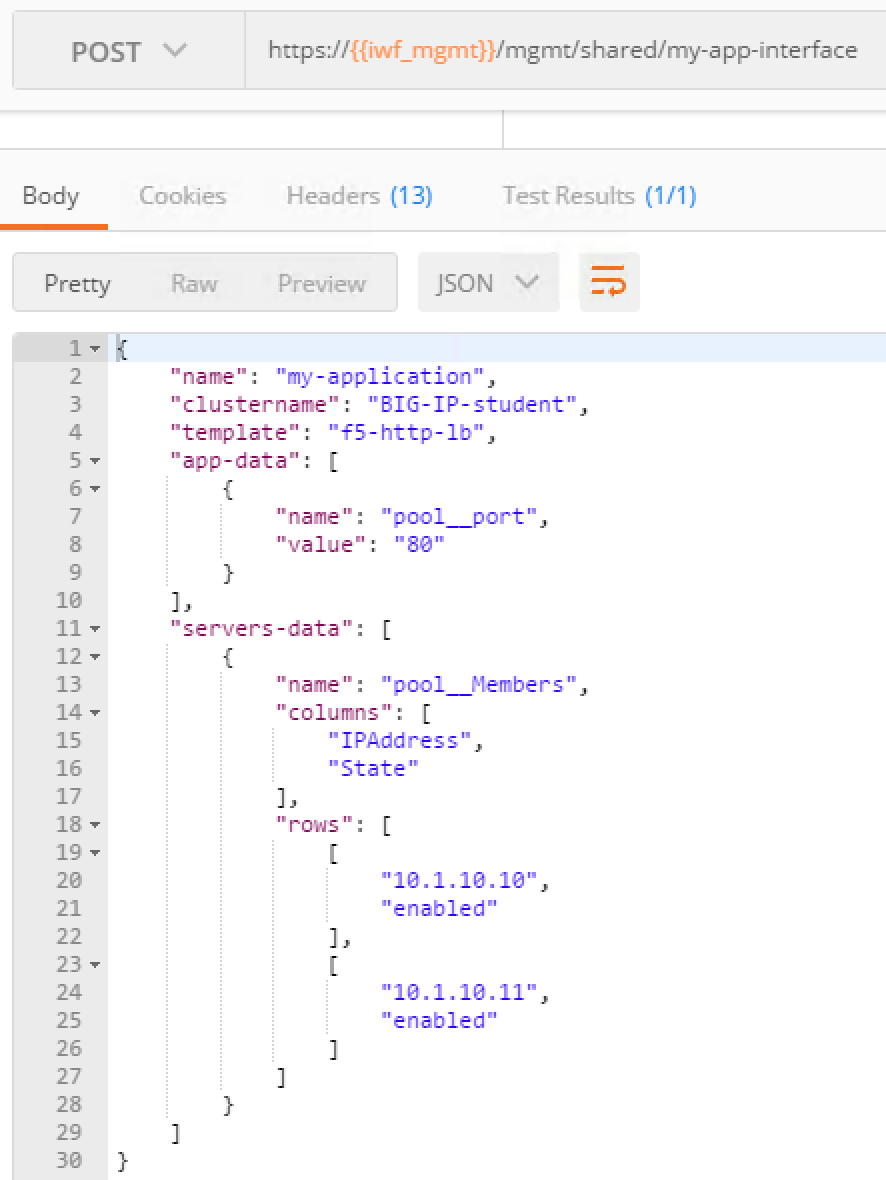 POST https://{{iwf_mgmt}}/mgmt/shared/my-app-interface
Body Cookies Headers (13) Test Results (1/1)
Pretty Raw Preview JSON
1 {
2 "name": "my-application",
3 "clustername": "BIG-IP-student",
4 "template": "f5-http-lb",
5 "app-data": [
6 {
7 "name": "pool__port",
8 "value": "80"
9 }
10 ],
11 "servers-data": [
12 {
13 "name": "pool__Members",
14 "columns": [
15 "IPAddress",
16 "State"
17 ],
18 "rows": [
19 [
20 "10.1.10.10",
21 "enabled"
22 ],
23 [
24 "10.1.10.11",
25 "enabled"
26 ]
27 ]
28 }
29 ]
30 }